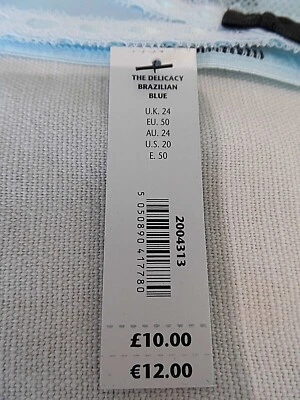 THE DELICACY
BRAZILIAN
BLUE
U.K. 24
EU. 50
AU. 24
U.S. 20
E. 50
5 050890 417780
2004313
£10.00
€12.00